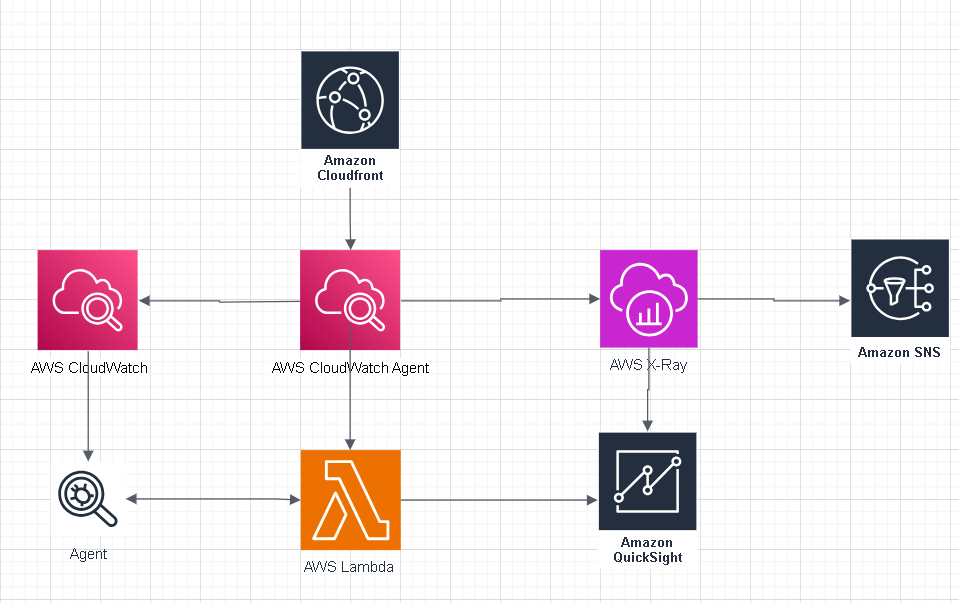 Amazon
Cloudfront
AWS CloudWatch
AWS CloudWatch Agent
AWS X-Ray
Amazon SNS
Agent
AWS Lambda
Amazon
QuickSight